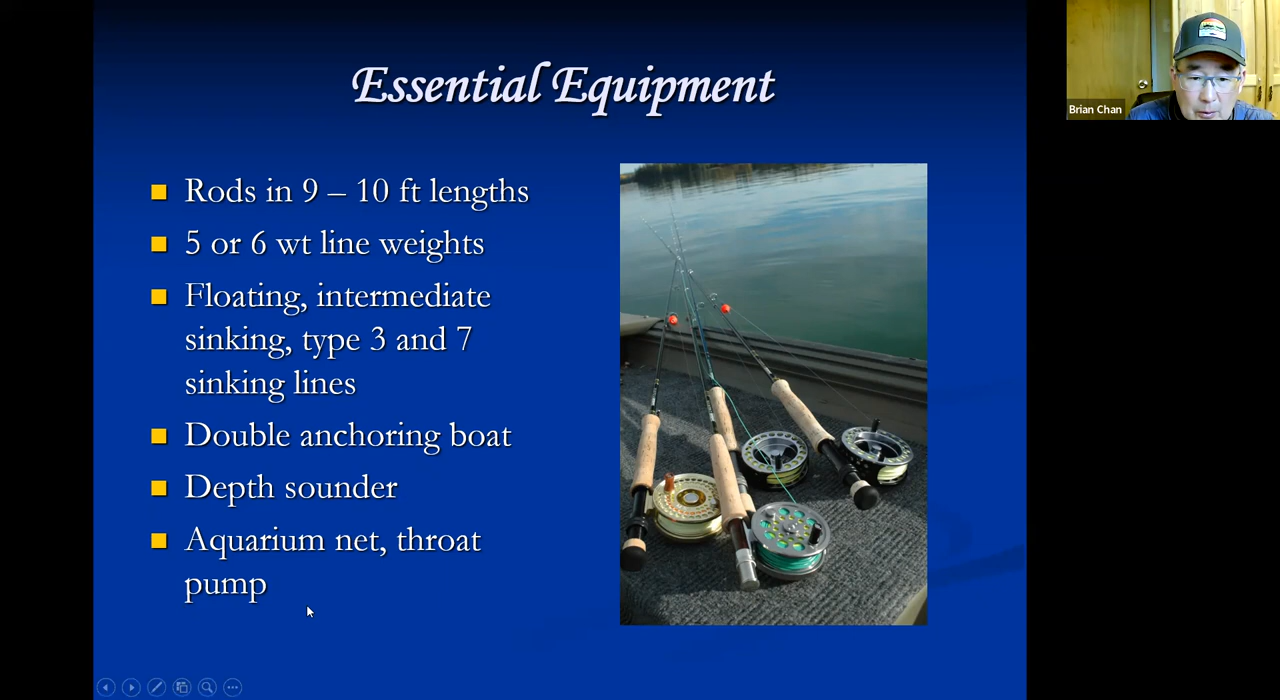 Essential Equipment
Rods in 9 – 10 ft lengths
5 or 6 wt line weights
Floating, intermediate
sinking, type 3 and 7
sinking lines
Double anchoring boat
Depth sounder
Aquarium net, throat
pump
Brian Chan